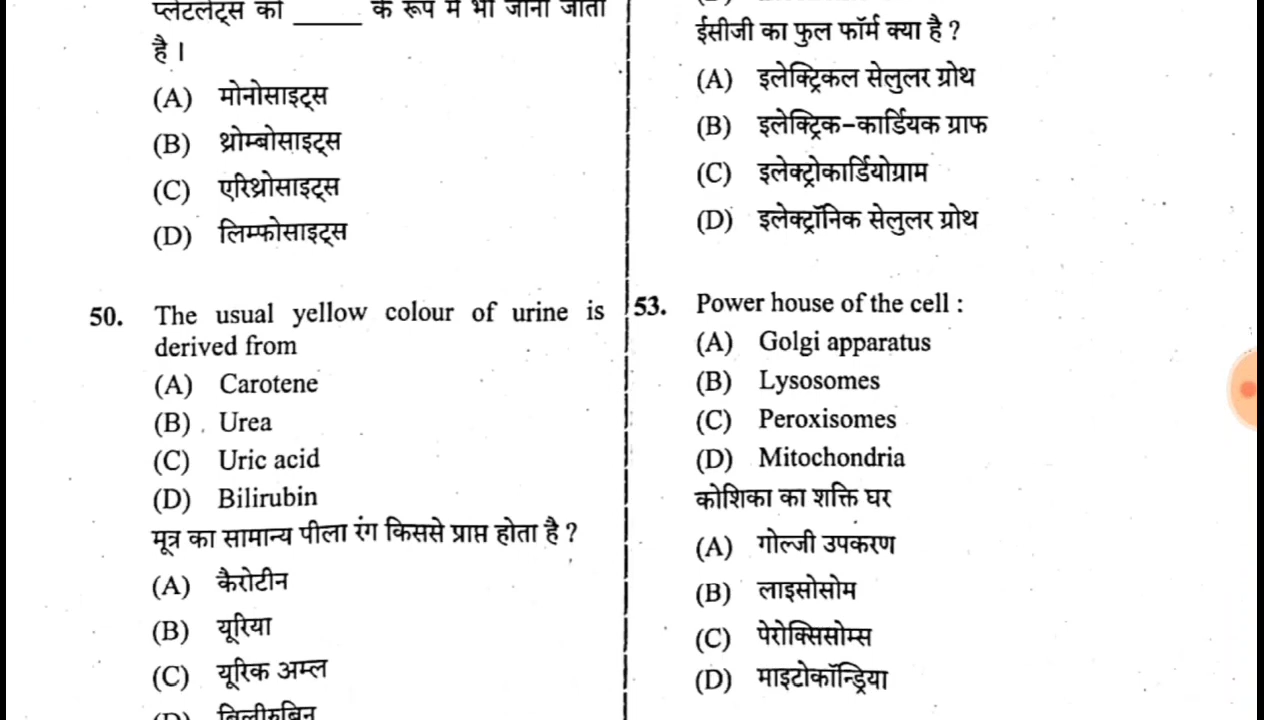 प्लेटलेट्स को ______ के रूप में भी जाना जाता
है ।
(A) मोनोसाइट्स
(B) थ्रोम्बोसाइट्स
(C) एरिथ्रोसाइट्स
(D) लिम्फोसाइट्स
50. The usual yellow colour of urine is
derived from
(A) Carotene
(B) Urea
(C) Uric acid
(D) Bilirubin
मूत्र का सामान्य पीला रंग किससे प्राप्त होता है ?
(A) कैरोटीन
(B) यूरिया
(C) यूरिक अम्ल
(D) बिलीरुबिन
ईसीजी का फुल फॉर्म क्या है ?
(A) इलेक्ट्रिकल सेलुलर ग्रोथ
(B) इलेक्ट्रिक-कार्डियक ग्राफ
(C) इलेक्ट्रोकार्डियोग्राम
(D) इलेक्ट्रॉनिक सेलुलर ग्रोथ
53. Power house of the cell :
(A) Golgi apparatus
(B) Lysosomes
(C) Peroxisomes
(D) Mitochondria
कोशिका का शक्ति घर
(A) गोल्जी उपकरण
(B) लाइसोसोम
(C) पेरोक्सिसोम्स
(D) माइटोकॉन्ड्रिया